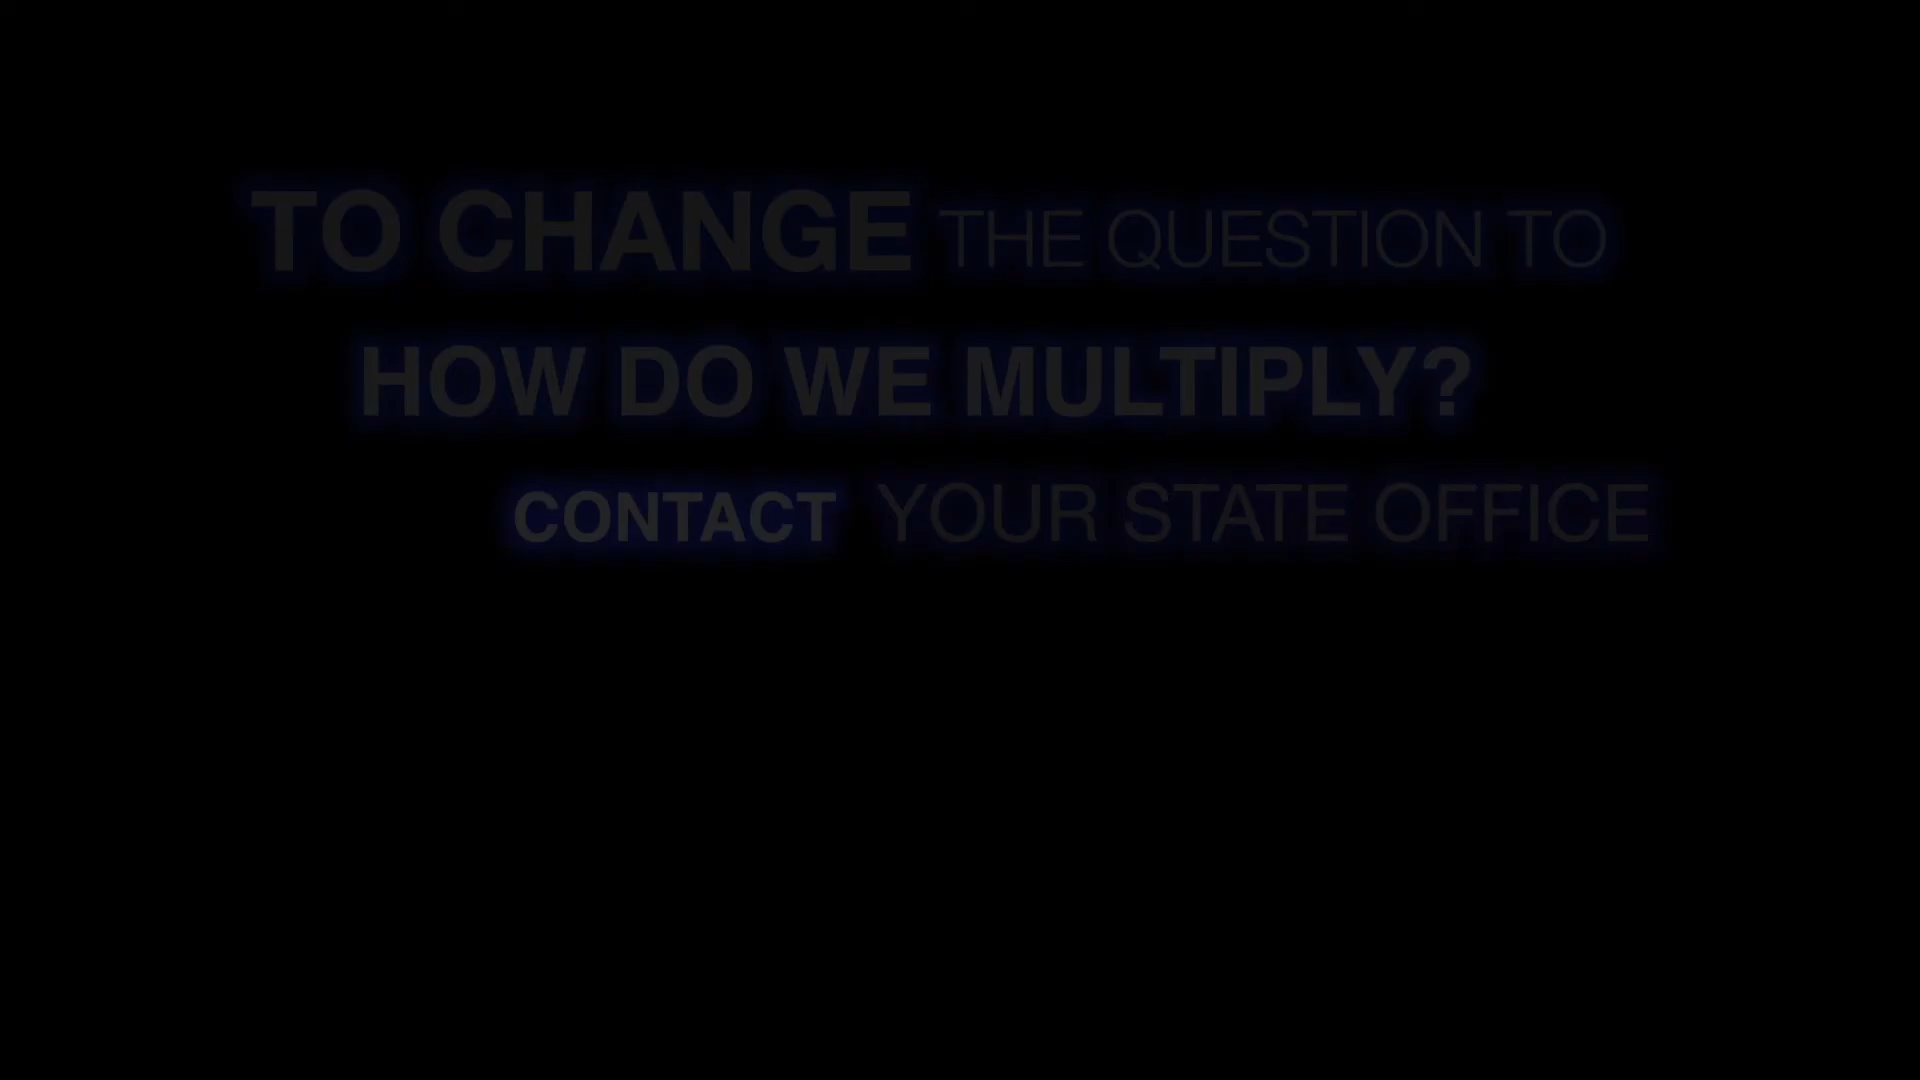 TO CHANGE THE QUESTION TO
HOW DO WE MULTIPLY?
CONTACT YOUR STATE OFFICE